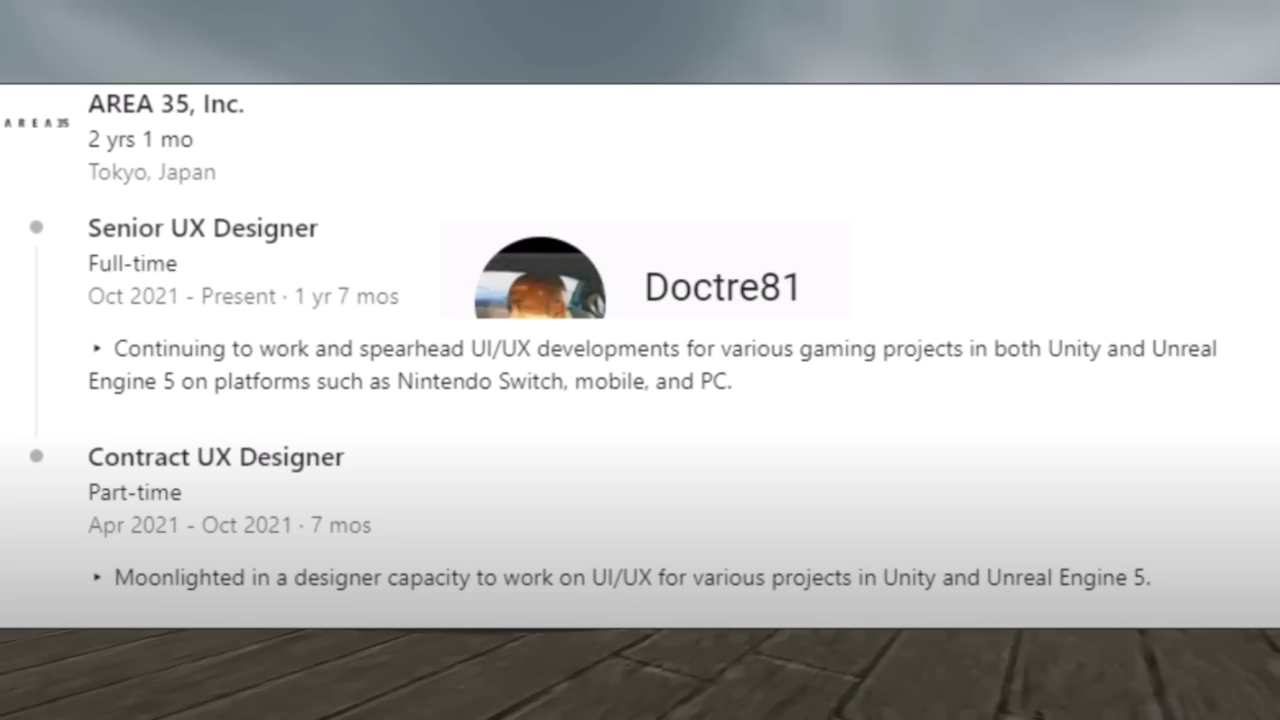 AREA 35, Inc.
AREA 35
2 yrs 1 mo
Tokyo, Japan
Senior UX Designer
Full-time
Doctre81
Oct 2021 - Present · 1 yr 7 mos
‣ Continuing to work and spearhead UI/UX developments for various gaming projects in both Unity and Unreal
Engine 5 on platforms such as Nintendo Switch, mobile, and PC.
Contract UX Designer
Part-time
Apr 2021 - Oct 2021 · 7 mos
‣ Moonlighted in a designer capacity to work on UI/UX for various projects in Unity and Unreal Engine 5.